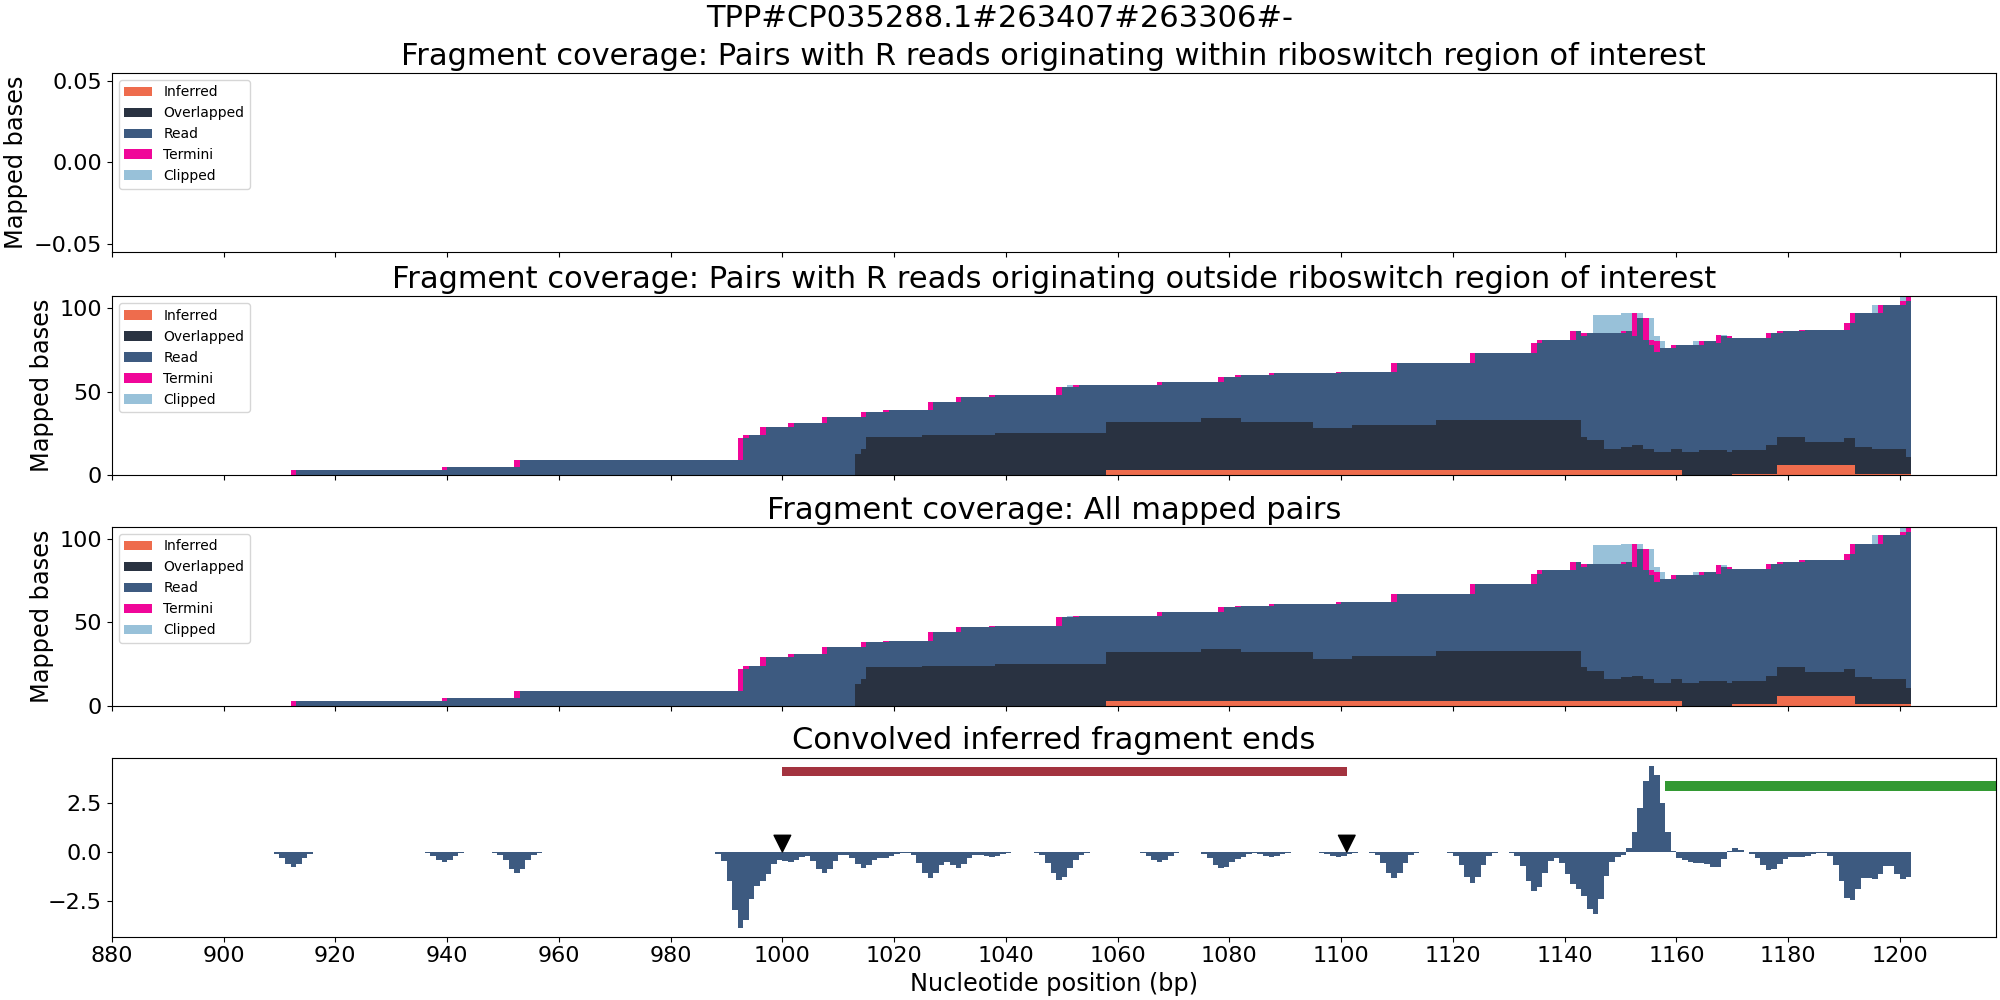 TPP#CP035288.1#263407#263306#-
Fragment coverage: Pairs with R reads originating within riboswitch region of interest
Mapped bases
0.05
0.00
−0.05
Inferred
Overlapped
Read
Termini
Clipped
Fragment coverage: Pairs with R reads originating outside riboswitch region of interest
Mapped bases
100
50
0
Inferred
Overlapped
Read
Termini
Clipped
Fragment coverage: All mapped pairs
Mapped bases
100
50
0
Inferred
Overlapped
Read
Termini
Clipped
Convolved inferred fragment ends
2.5
0.0
−2.5
880 900 920 940 960 980 1000 1020 1040 1060 1080 1100 1120 1140 1160 1180 1200
Nucleotide position (bp)